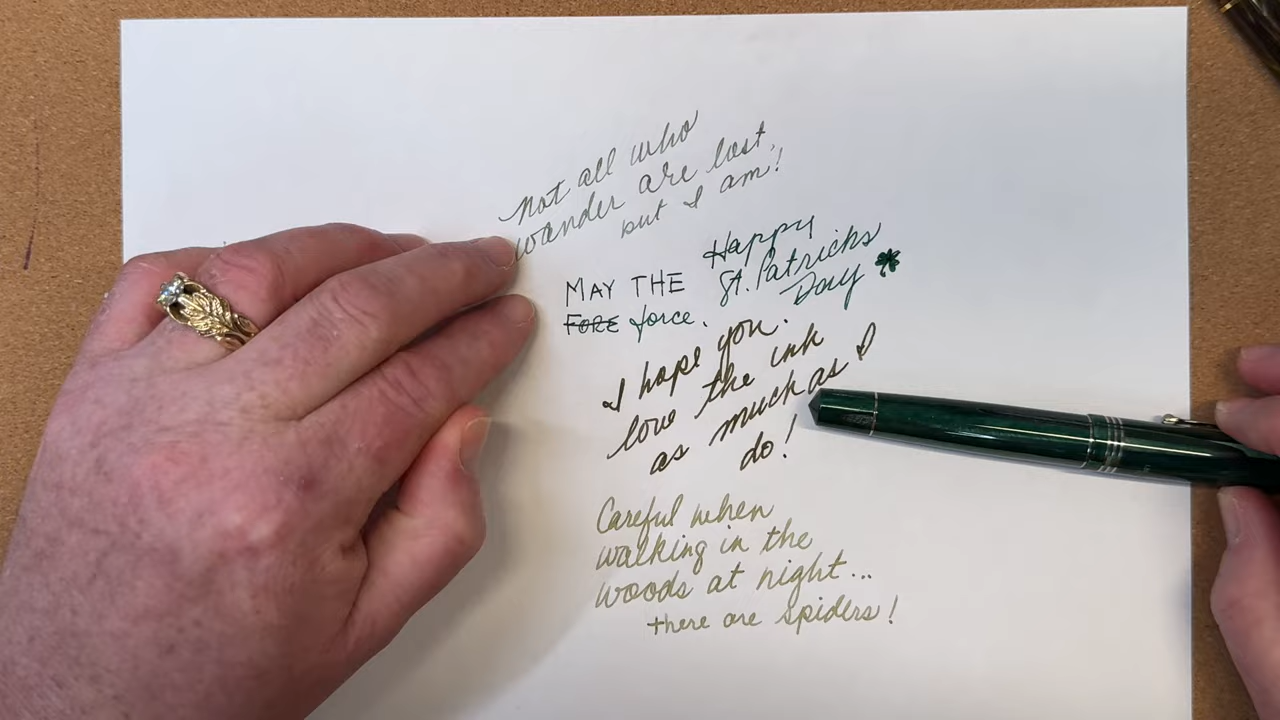 Not all who
wander are lost,
but I am!
Happy
St. Patricks
Day
MAY THE
FORE force.
I hope you.
love the ink
as much as I
do!
Careful when
walking in the
woods at night...
there are spiders!